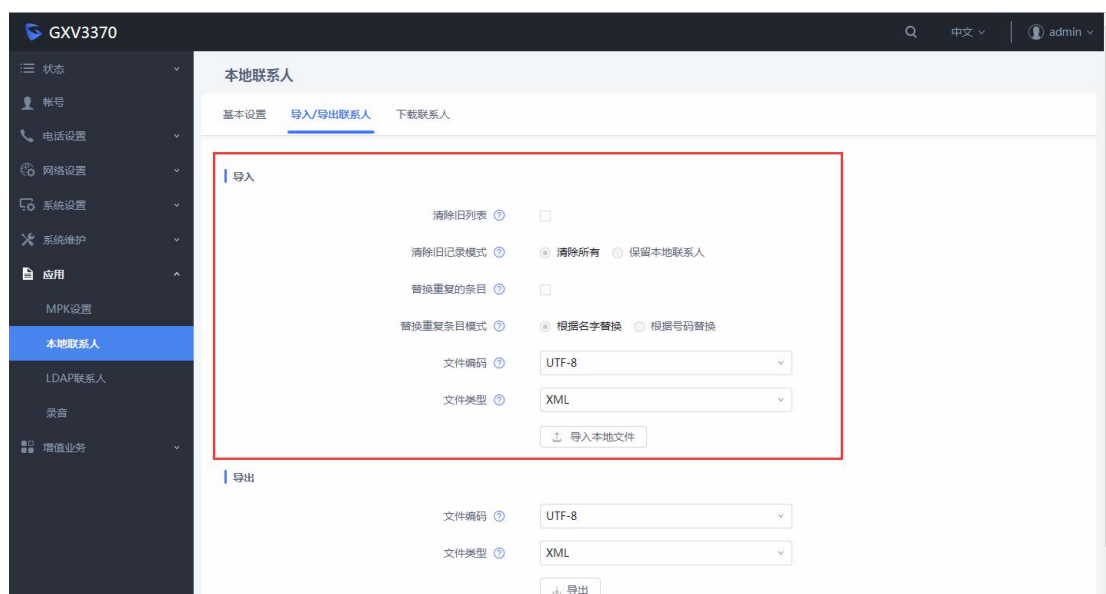 GXV3370
中文
admin
状态
帐号
电话设置
网络设置
系统设置
系统维护
应用
MPK设置
本地联系人
LDAP联系人
录音
增值业务
本地联系人
基本设置 导入/导出联系人 下载联系人
导入
清除旧列表
清除旧记录模式 清除所有 保留本地联系人
替换重复的条目
替换重复条目模式 根据名字替换 根据号码替换
文件编码 UTF-8
文件类型 XML
导入本地文件
导出
文件编码 UTF-8
文件类型 XML
导出